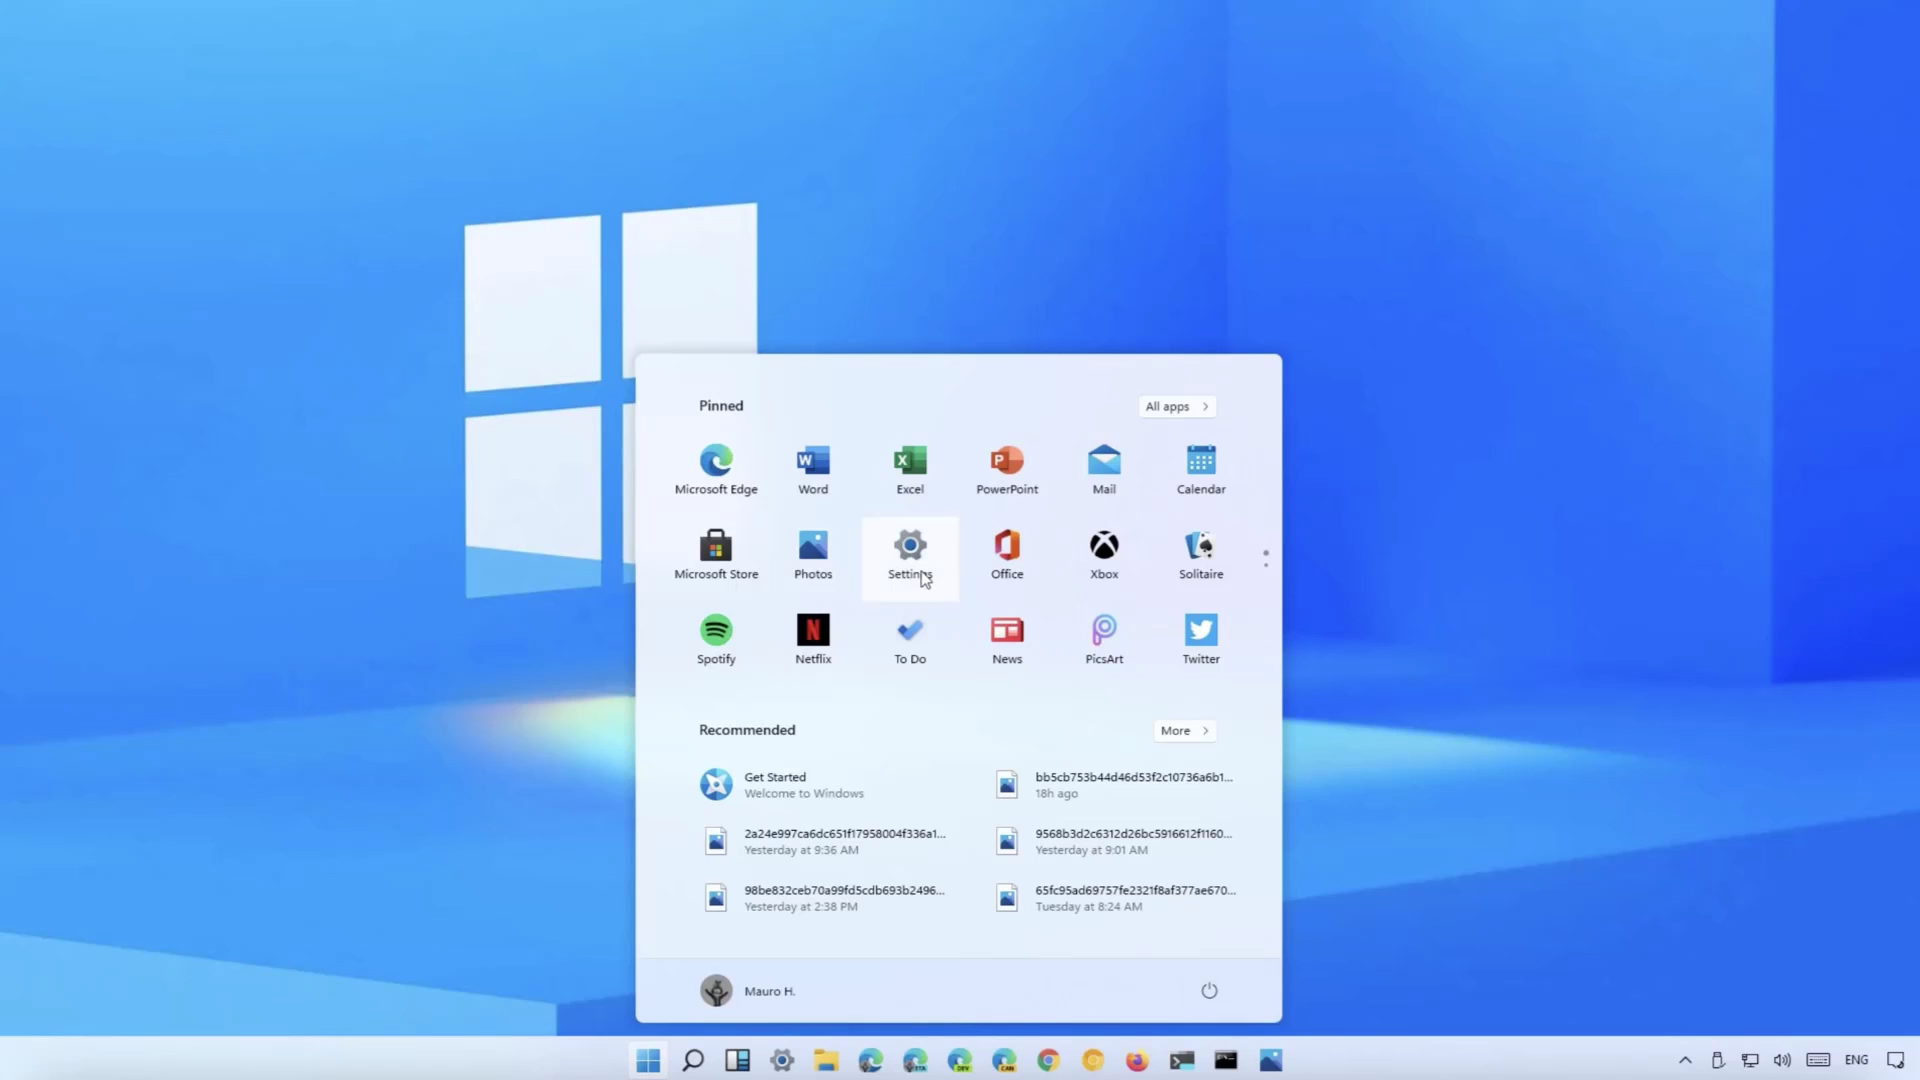 Pinned
All apps
Microsoft Edge
Word
Excel
PowerPoint
Mail
Calendar
Microsoft Store
Photos
Settings
Office
Xbox
Solitaire
Spotify
Netflix
To Do
News
PicsArt
Twitter
Recommended
More
Get Started
Welcome to Windows
bb5cb753b44d46d53f2c10736a6b1...
18h ago
2a24e997ca6dc651f17958004f336a1...
Yesterday at 9:36 AM
9568b3d2c6312d26bc5916612f1160...
Yesterday at 9:01 AM
98be832ceb70a99fd5cdb693b2496...
Yesterday at 2:38 PM
65fc95ad69757fe2321f8af377ae670...
Tuesday at 8:24 AM
Mauro H.
DEV
CAN
ENG